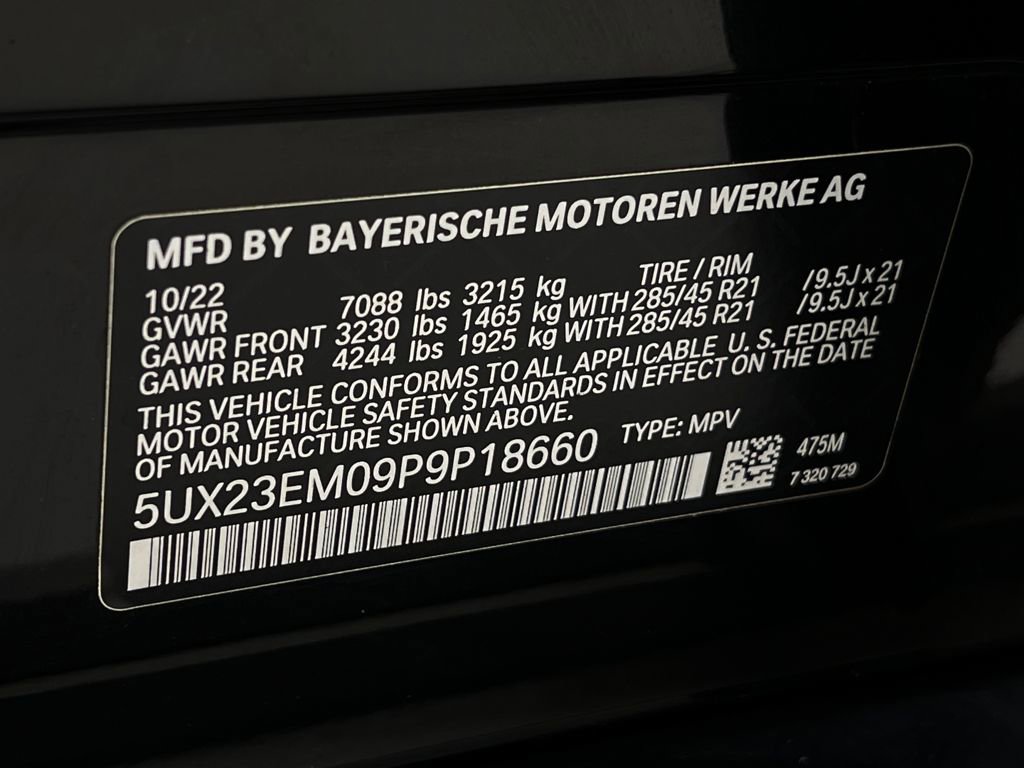 MFD BY BAYERISCHE MOTOREN WERKE AG
10/22 TIRE / RIM
GVWR 7088 lbs 3215 kg
GAWR FRONT 3230 lbs 1465 kg WITH 285/45 R21 /9.5J x 21
GAWR REAR 4244 lbs 1925 kg WITH 285/45 R21 /9.5J x 21
THIS VEHICLE CONFORMS TO ALL APPLICABLE U. S. FEDERAL
MOTOR VEHICLE SAFETY STANDARDS IN EFFECT ON THE DATE
OF MANUFACTURE SHOWN ABOVE.
5UX23EM09P9P18660 TYPE: MPV
475M
7 320 729